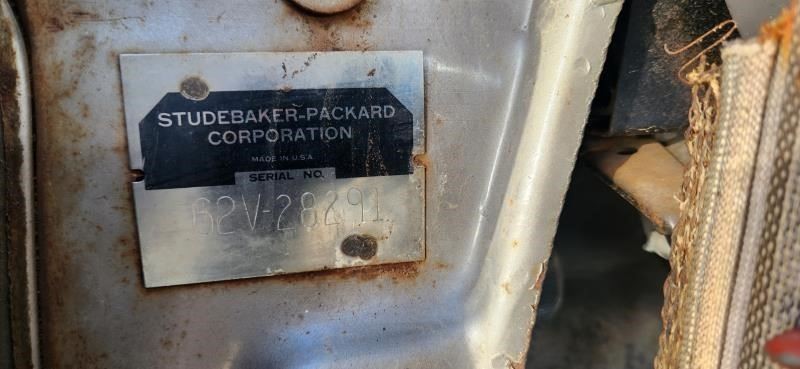 STUDEBAKER-PACKARD
CORPORATION
MADE IN U.S.A.
SERIAL NO.
62V-28291